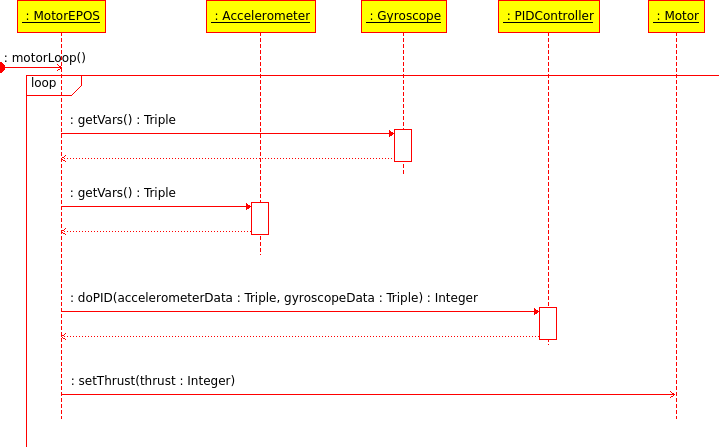 : MotorEPOS
: Accelerometer
: Gyroscope
: PIDController
: Motor
: motorLoop()
loop
: getVars() : Triple
: getVars() : Triple
: doPID(accelerometerData : Triple, gyroscopeData : Triple) : Integer
: setThrust(thrust : Integer)